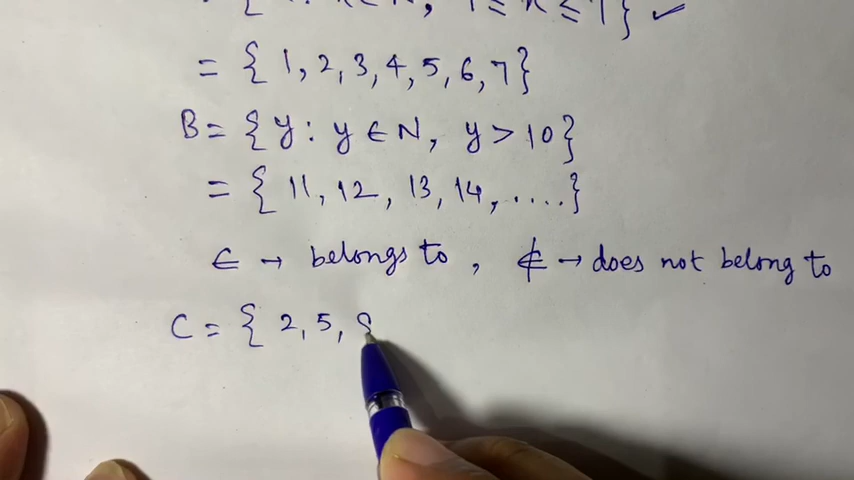 = { 1, 2, 3, 4, 5, 6, 7}
B = { y : y ∈ N, y > 10}
= { 11, 12, 13, 14, ....}
∈ → belongs to, ∉ → does not belong to
C = { 2, 5,